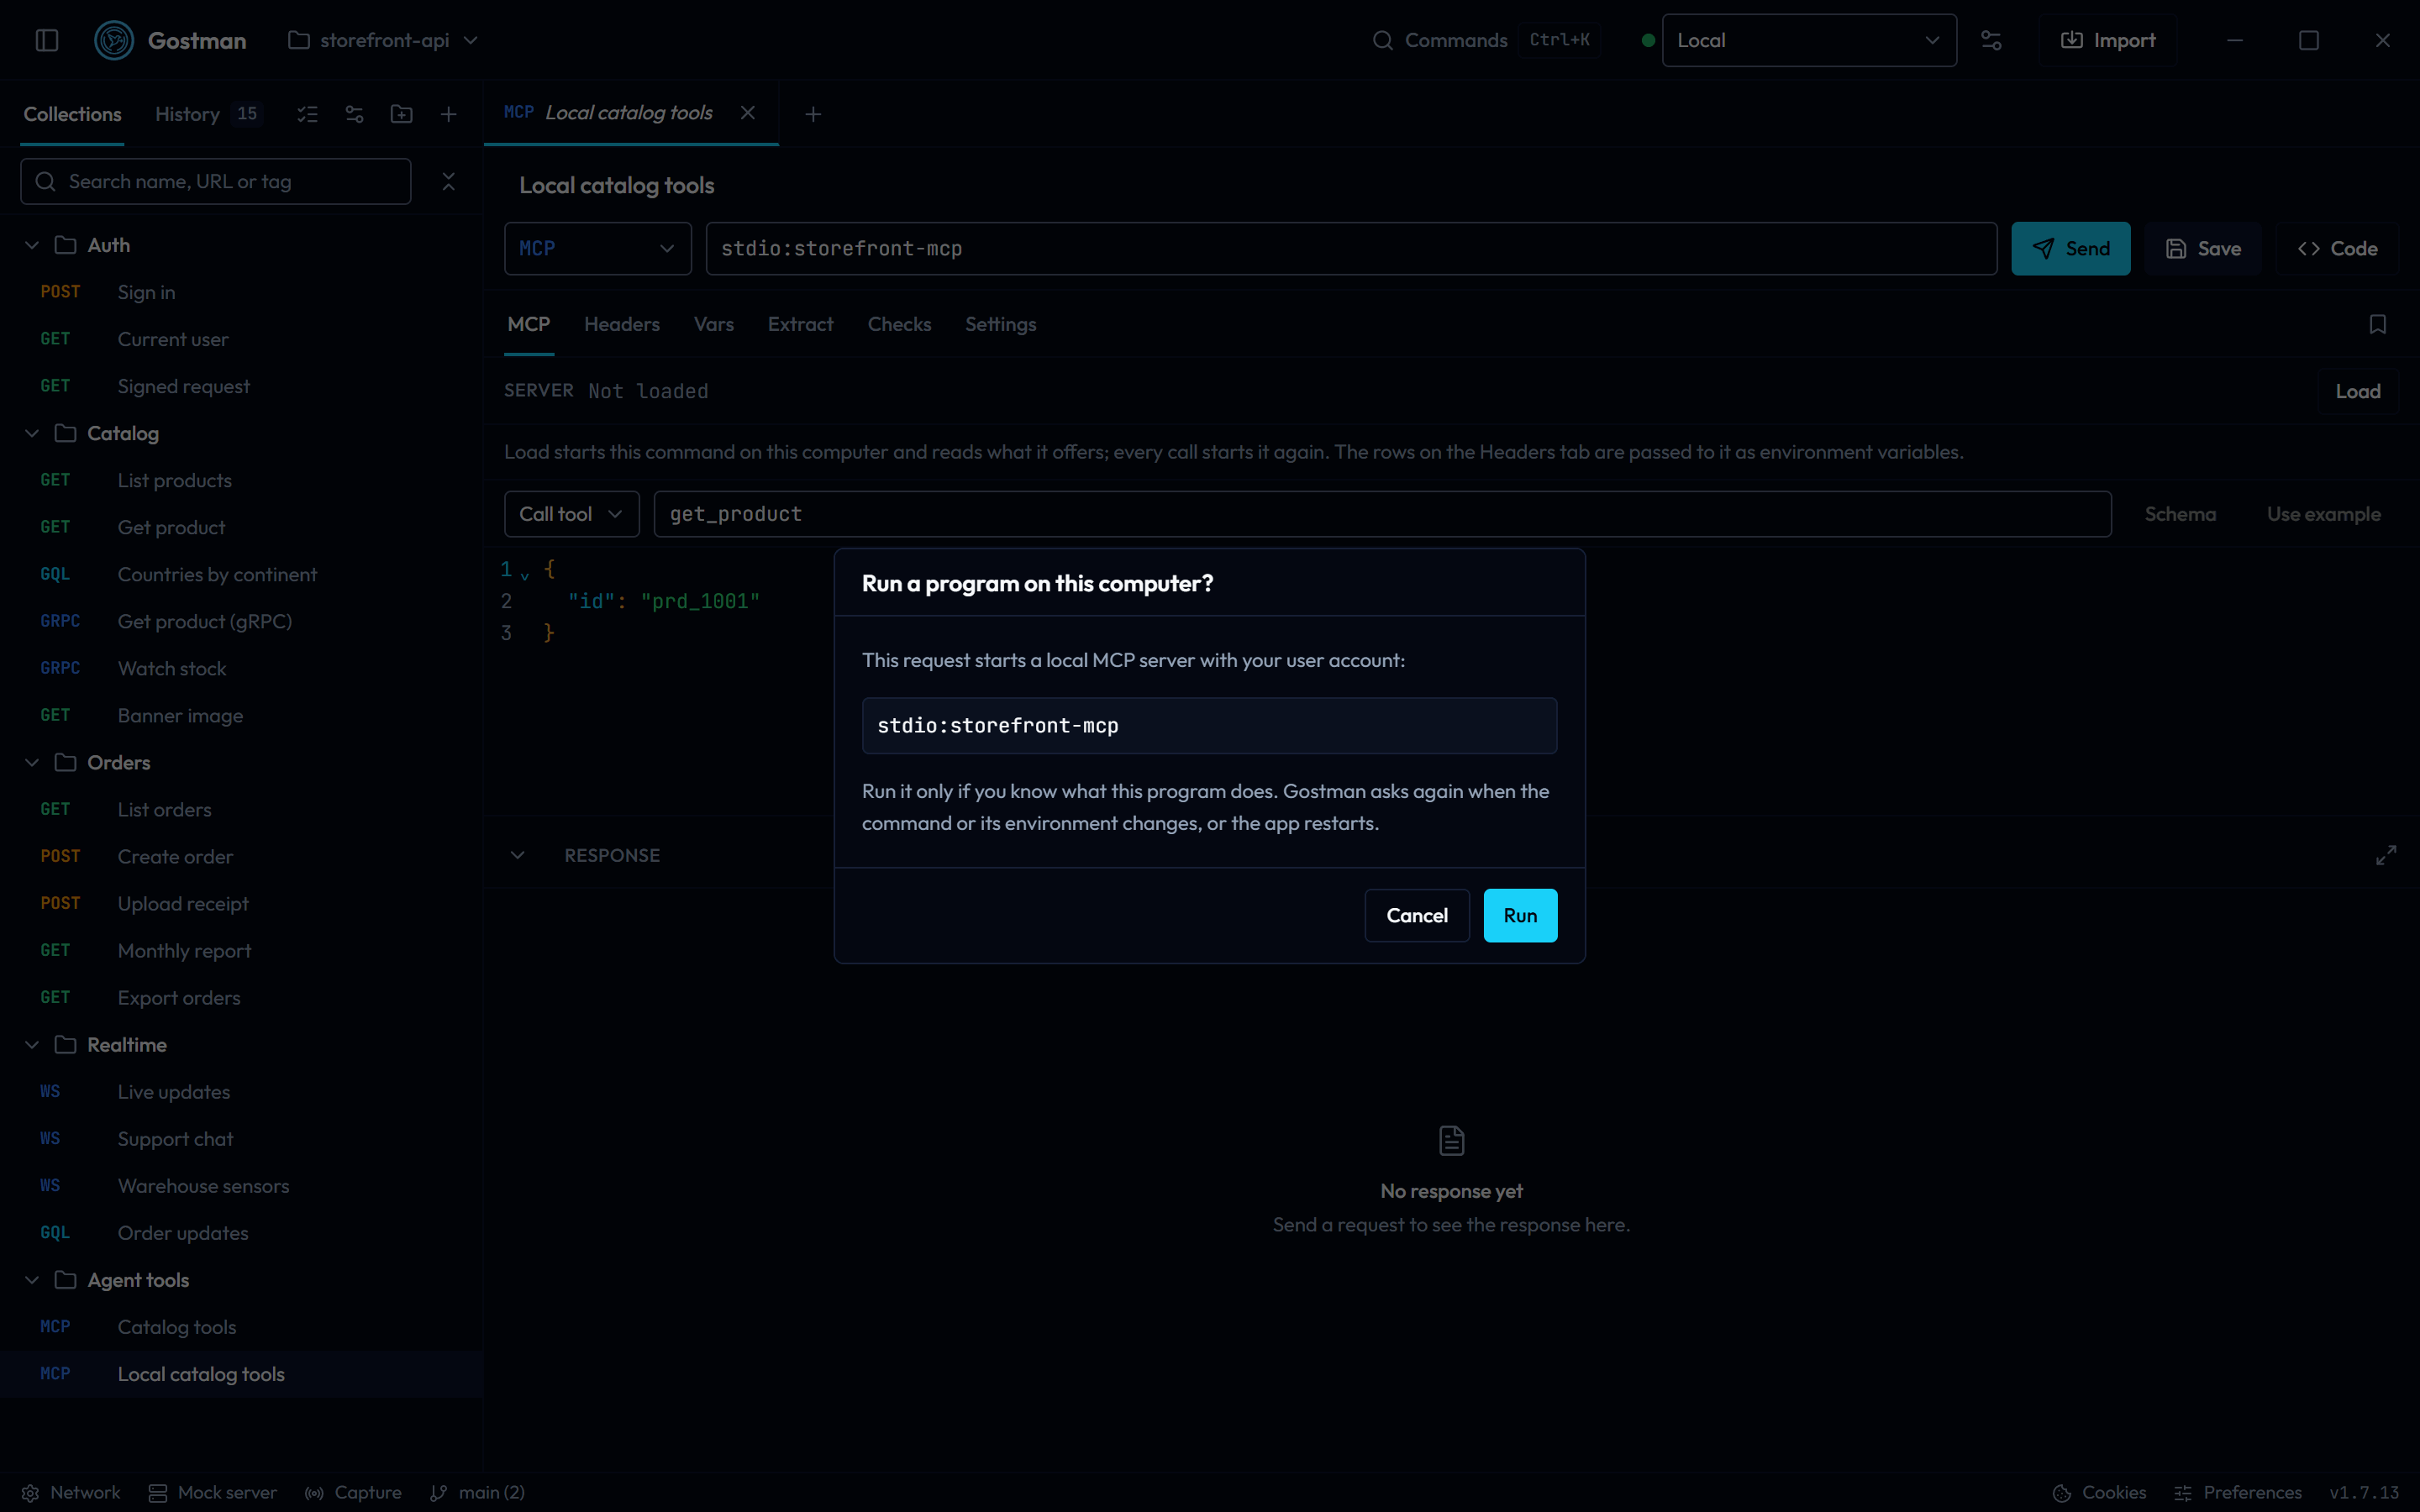 Gostman
storefront-api
Commands Ctrl+K
Local
Import
Collections
History 15
MCP Local catalog tools
Search name, URL or tag
Auth
POST Sign in
GET Current user
GET Signed request
Catalog
GET List products
GET Get product
GQL Countries by continent
GRPC Get product (gRPC)
GRPC Watch stock
GET Banner image
Orders
GET List orders
POST Create order
POST Upload receipt
GET Monthly report
GET Export orders
Realtime
WS Live updates
WS Support chat
WS Warehouse sensors
GQL Order updates
Agent tools
MCP Catalog tools
MCP Local catalog tools
Local catalog tools
MCP
stdio:storefront-mcp
Send
Save
Code
MCP Headers Vars Extract Checks Settings
SERVER Not loaded
Load
Load starts this command on this computer and reads what it offers; every call starts it again. The rows on the Headers tab are passed to it as environment variables.
Call tool
get_product
Schema
Use example
1 {
2 "id": "prd_1001"
3 }
Run a program on this computer?
This request starts a local MCP server with your user account:
stdio:storefront-mcp
Run it only if you know what this program does. Gostman asks again when the
command or its environment changes, or the app restarts.
Cancel
Run
RESPONSE
No response yet
Send a request to see the response here.
Network
Mock server
Capture
main (2)
Cookies
Preferences
v1.7.13